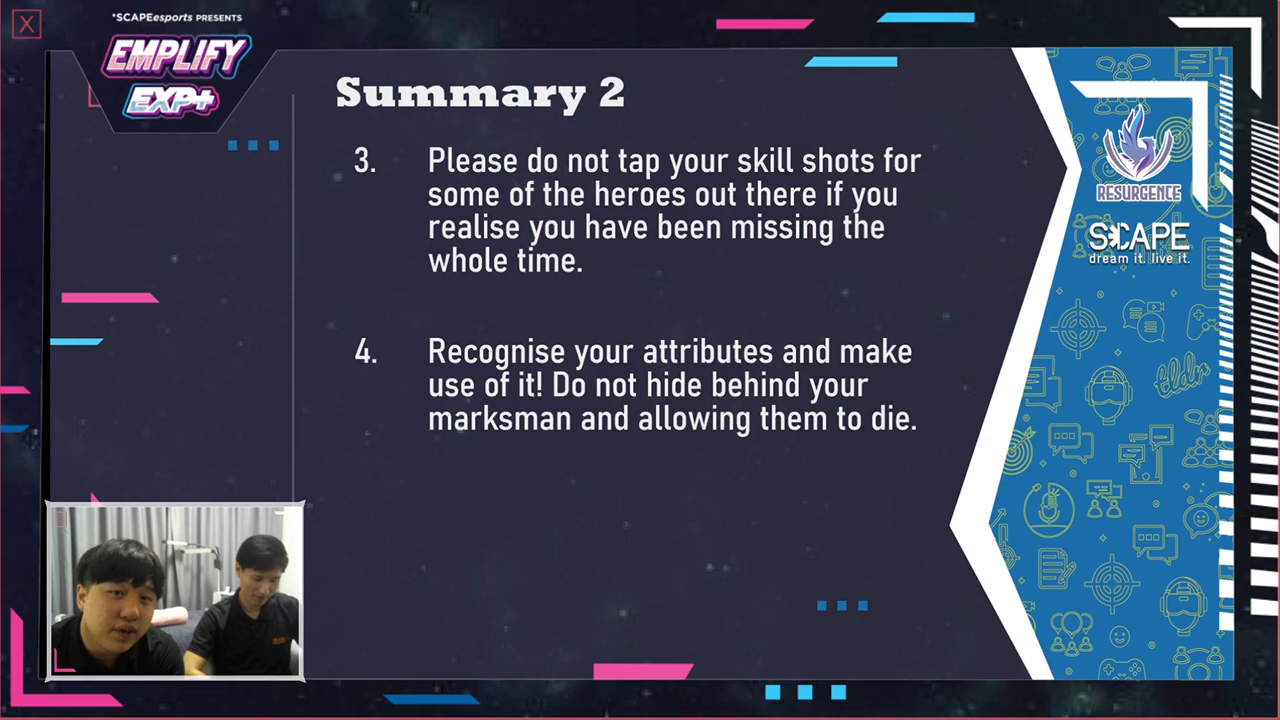 *SCAPEesports PRESENTS
EMPLIFY
EXP+
Summary 2
3. Please do not tap your skill shots for
some of the heroes out there if you
realise you have been missing the
whole time.
4. Recognise your attributes and make
use of it! Do not hide behind your
marksman and allowing them to die.
RESURGENCE
S*CAPE
dream it. live it.
tldr